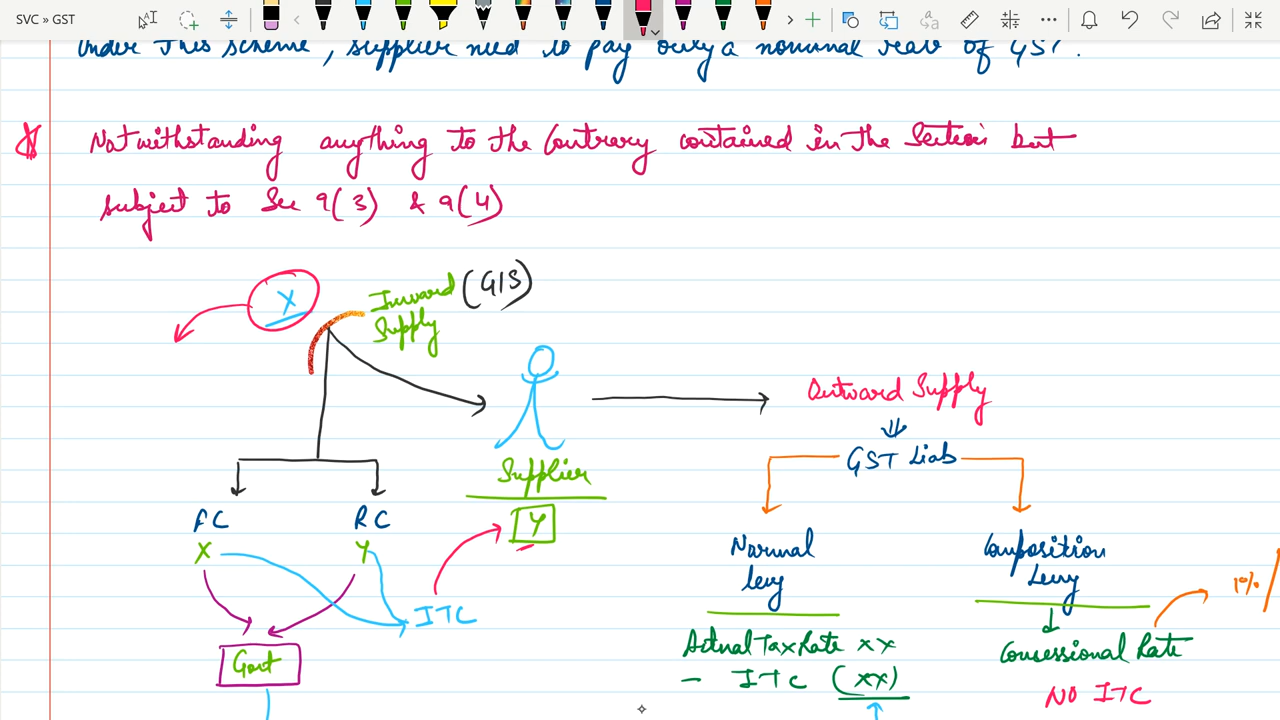 SVC » GST
under this scheme, supplier need to pay only a nominal rate of GST.
Notwithstanding anything to the Contrary contained in the Section but
subject to Sec 9(3) & 9(4)
X
Inward (G/S)
Supply
Outward Supply
GST Liab
Supplier
Y
FC RC
X Y
ITC
Govt
Normal
levy
Composition
Levy
1%/
Actual Tax Rate xx
- ITC (xx)
Consessional Rate
NO ITC